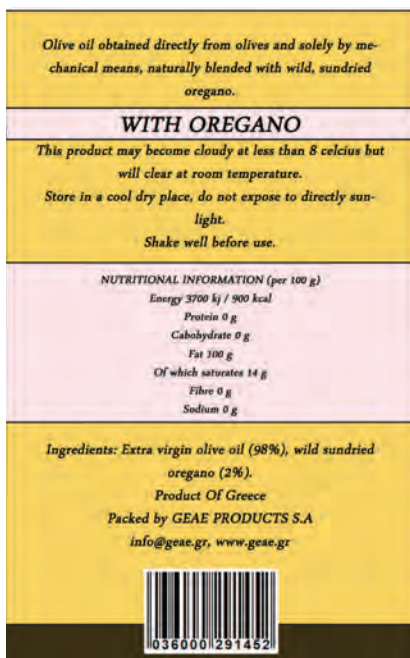 Olive oil obtained directly from olives and solely by me-
chanical means, naturally blended with wild, sundried
oregano.
WITH OREGANO
This product may become cloudy at less than 8 celcius but
will clear at room temperature.
Store in a cool dry place, do not expose to directly sun-
light.
Shake well before use.
NUTRITIONAL INFORMATION (per 100 g)
Energy 3700 kj / 900 kcal
Protein 0 g
Cabohydrate 0 g
Fat 100 g
Of which saturates 14 g
Fibre 0 g
Sodium 0 g
Ingredients: Extra virgin olive oil (98%), wild sundried
oregano (2%).
Product Of Greece
Packed by GEAE PRODUCTS S.A
info@geae.gr, www.geae.gr
036000 291452